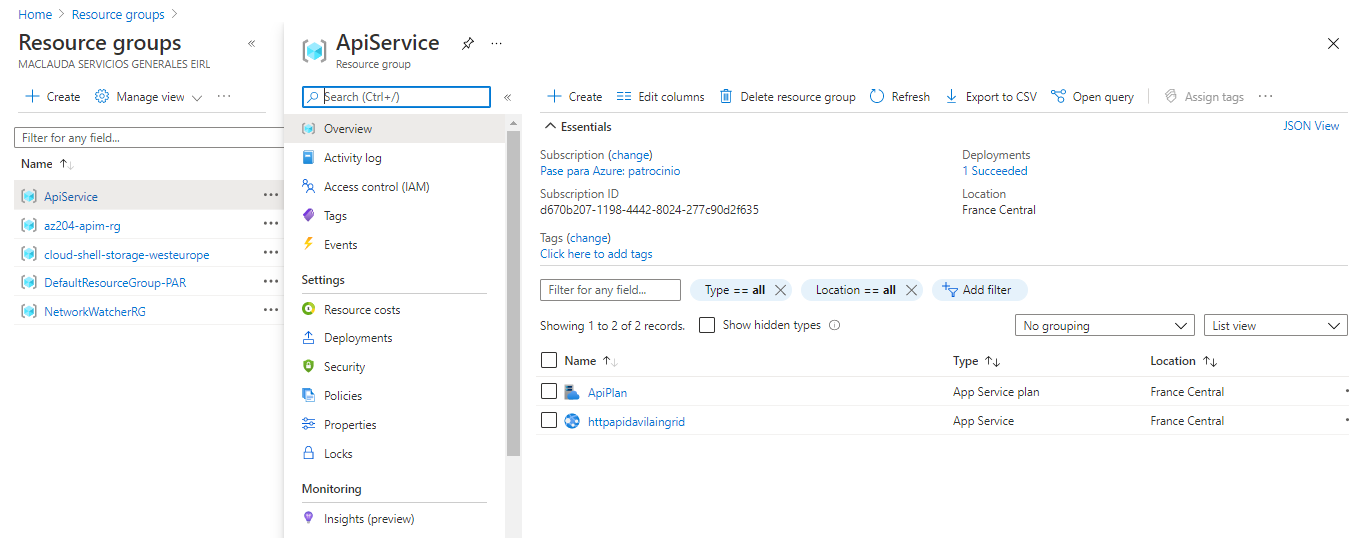 Home > Resource groups >
Resource groups
MACLAUDA SERVICIOS GENERALES EIRL
Create Manage view
Filter for any field...
Name
ApiService
az204-apim-rg
cloud-shell-storage-westeurope
DefaultResourceGroup-PAR
NetworkWatcherRG
ApiService
Resource group
Search (Ctrl+/)
Overview
Activity log
Access control (IAM)
Tags
Events
Settings
Resource costs
Deployments
Security
Policies
Properties
Locks
Monitoring
Insights (preview)
Create Edit columns Delete resource group Refresh Export to CSV Open query Assign tags
Essentials JSON View
Subscription (change) Deployments
Pase para Azure: patrocinio 1 Succeeded
Subscription ID Location
d670b207-1198-4442-8024-277c90d2f635 France Central
Tags (change)
Click here to add tags
Filter for any field... Type == all Location == all Add filter
Showing 1 to 2 of 2 records. Show hidden types No grouping List view
Name Type Location
ApiPlan App Service plan France Central
httpapidavilaingrid App Service France Central